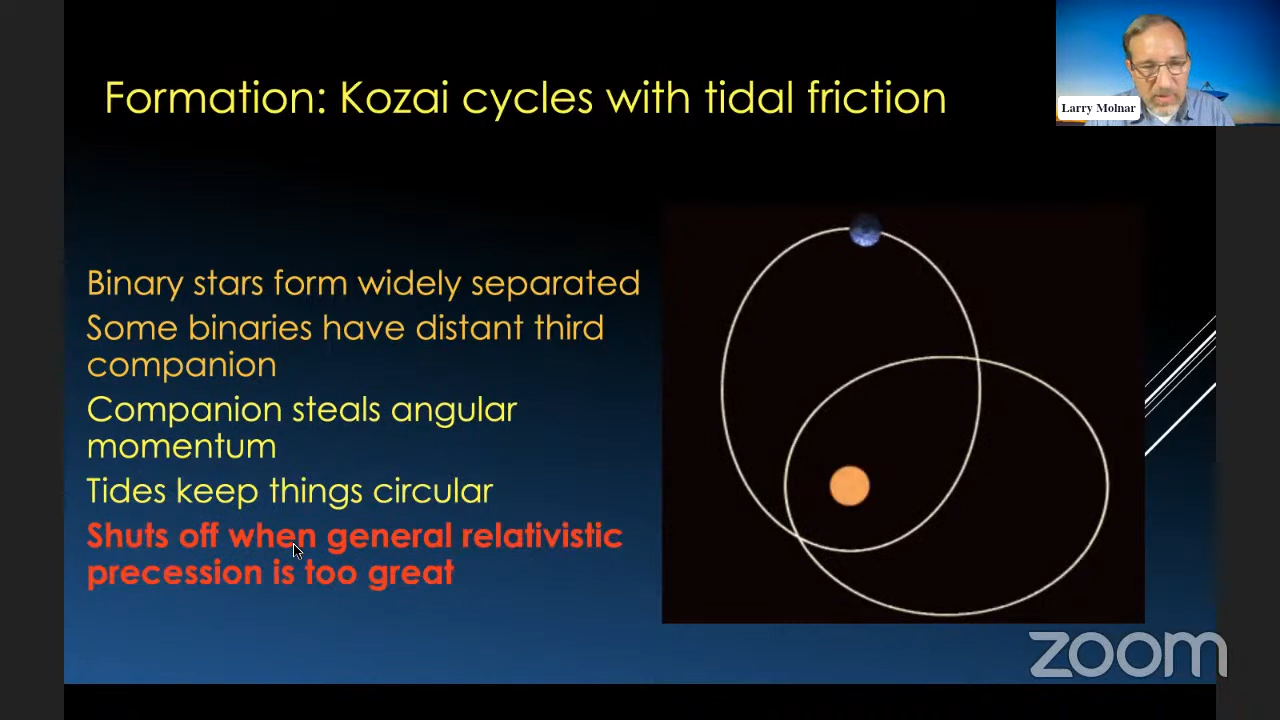 Formation: Kozai cycles with tidal friction
Larry Molnar
Binary stars form widely separated
Some binaries have distant third
companion
Companion steals angular
momentum
Tides keep things circular
Shuts off when general relativistic
precession is too great
zoom